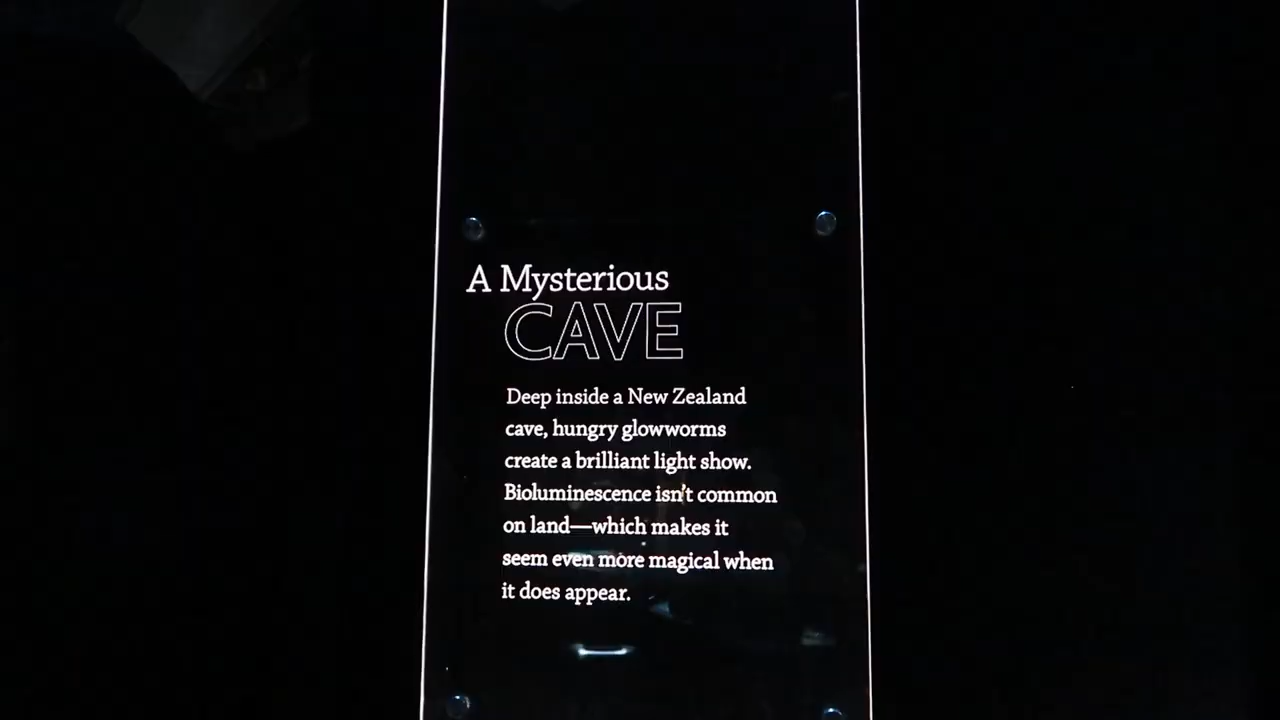 A Mysterious
CAVE
Deep inside a New Zealand
cave, hungry glowworms
create a brilliant light show.
Bioluminescence isn't common
on land—which makes it
seem even more magical when
it does appear.